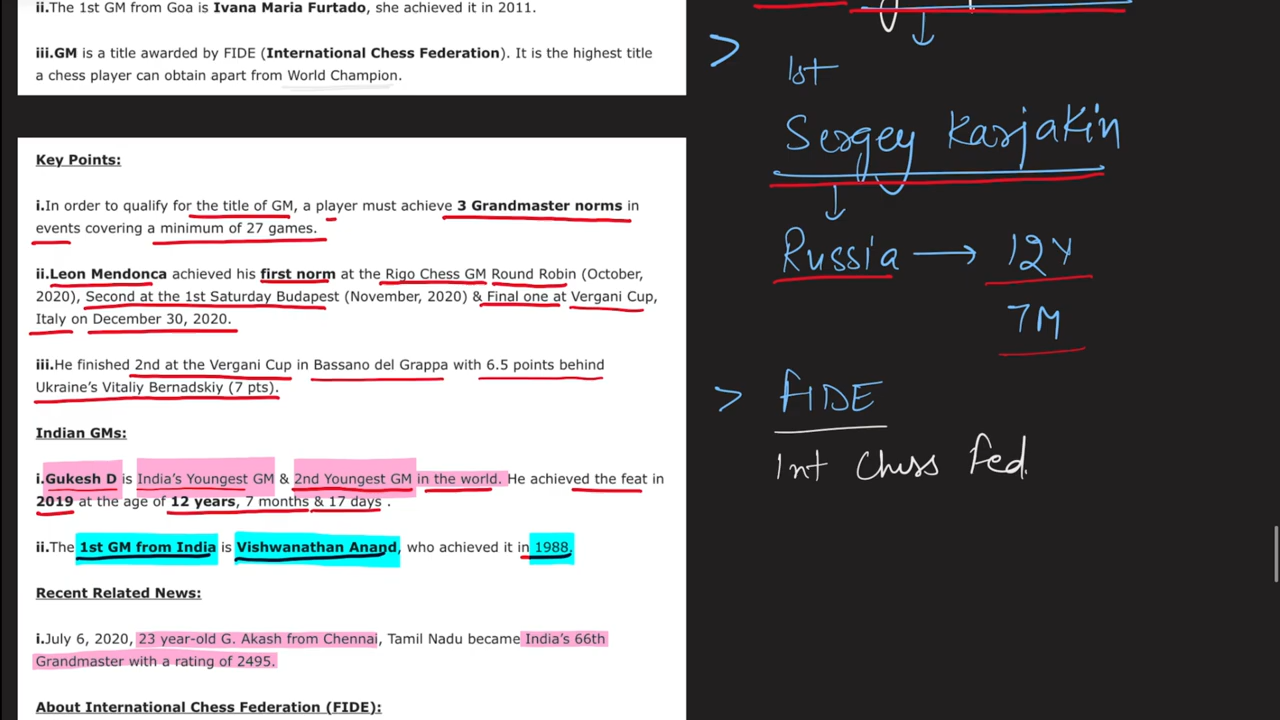 ii.The 1st GM from Goa is Ivana Maria Furtado, she achieved it in 2011.
iii.GM is a title awarded by FIDE (International Chess Federation). It is the highest title
a chess player can obtain apart from World Champion.
Key Points:
i.In order to qualify for the title of GM, a player must achieve 3 Grandmaster norms in
events covering a minimum of 27 games.
ii.Leon Mendonca achieved his first norm at the Rigo Chess GM Round Robin (October,
2020), Second at the 1st Saturday Budapest (November, 2020) & Final one at Vergani Cup,
Italy on December 30, 2020.
iii.He finished 2nd at the Vergani Cup in Bassano del Grappa with 6.5 points behind
Ukraine's Vitaliy Bernadskiy (7 pts).
Indian GMs:
i.Gukesh D is India's Youngest GM & 2nd Youngest GM in the world. He achieved the feat in
2019 at the age of 12 years, 7 months & 17 days .
ii.The 1st GM from India is Vishwanathan Anand, who achieved it in 1988.
Recent Related News:
i.July 6, 2020, 23 year-old G. Akash from Chennai, Tamil Nadu became India's 66th
Grandmaster with a rating of 2495.
About International Chess Federation (FIDE):
>
1st
Sergey Karjakin
Russia → 12Y
7M
> FIDE
Int Chess Fed.